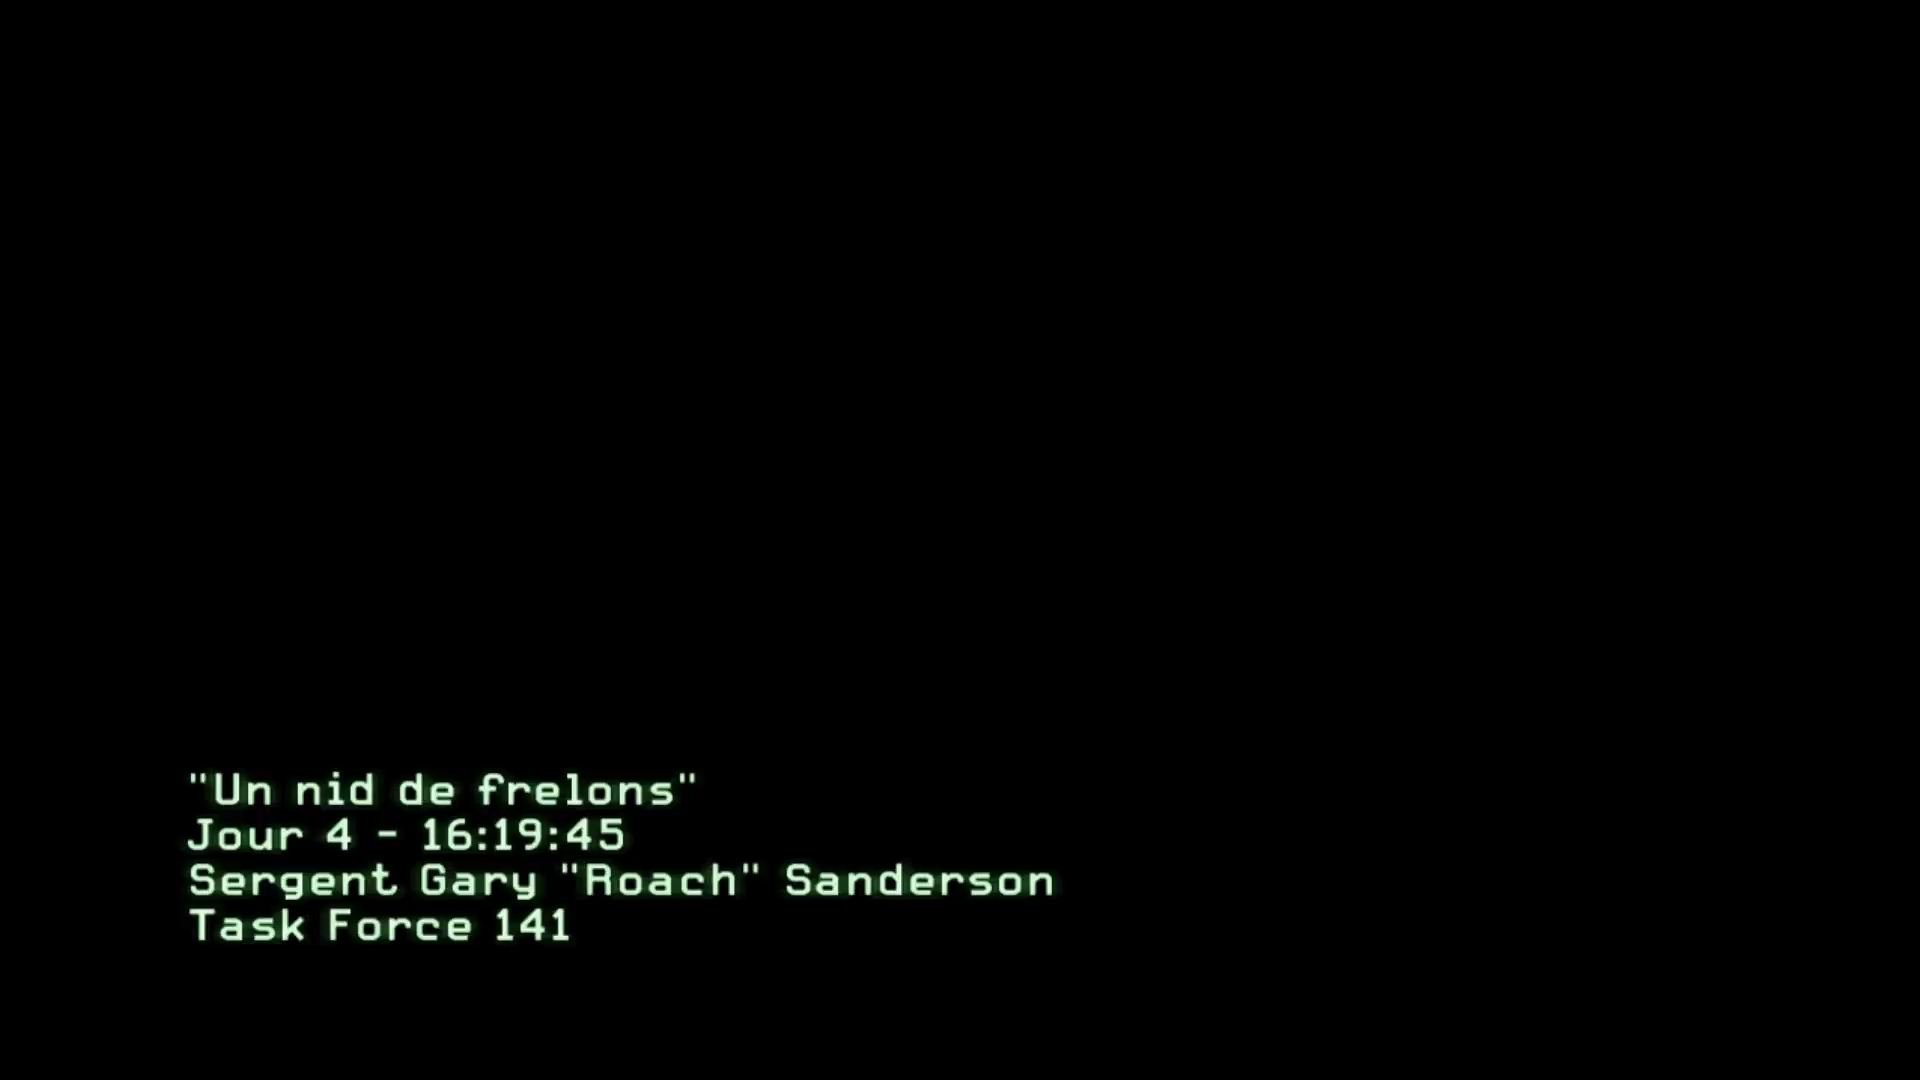 "Un nid de frelons"
Jour 4 - 16:19:45
Sergent Gary "Roach" Sanderson
Task Force 141